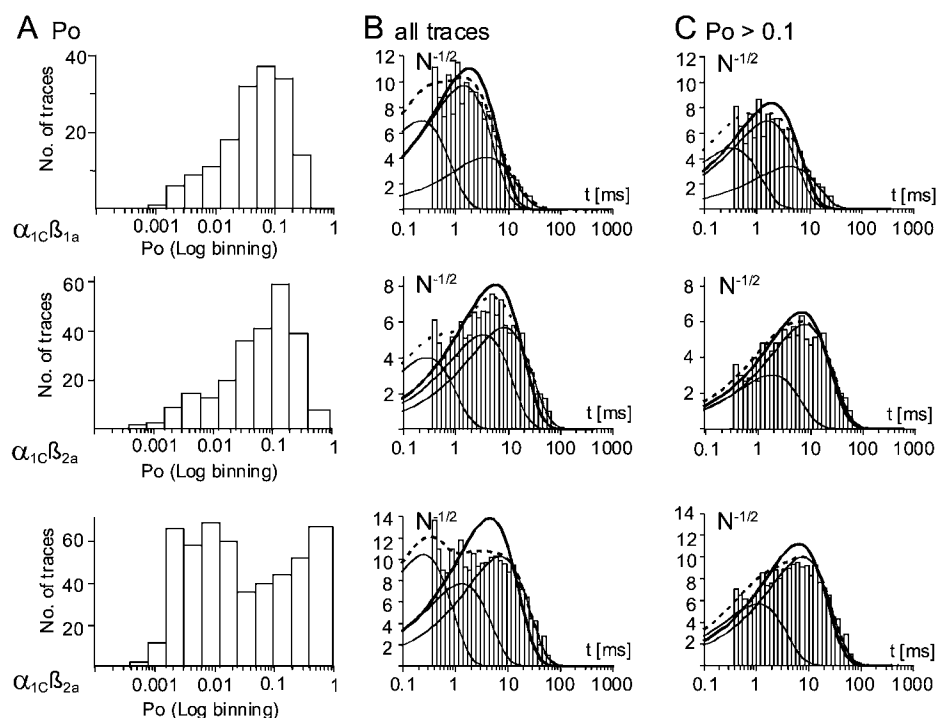 A Po
B all traces
C Po > 0.1
No. of traces
40
20
0.001 0.01 0.1 1
Po (Log binning)
α1Cß1a
N-1/2
12
10
8
6
4
2
t [ms]
0.1 1 10 100 1000
N-1/2
12
10
8
6
4
2
t [ms]
0.1 1 10 100 1000
No. of traces
60
40
20
0.001 0.01 0.1 1
Po (Log binning)
α1Cß2a
N-1/2
8
6
4
2
t [ms]
0.1 1 10 100 1000
N-1/2
8
6
4
2
t [ms]
0.1 1 10 100 1000
No. of traces
60
40
20
0.001 0.01 0.1 1
Po (Log binning)
α1Cß2a
N-1/2
14
12
10
8
6
4
2
t [ms]
0.1 1 10 100 1000
N-1/2
14
12
10
8
6
4
2
t [ms]
0.1 1 10 100 1000